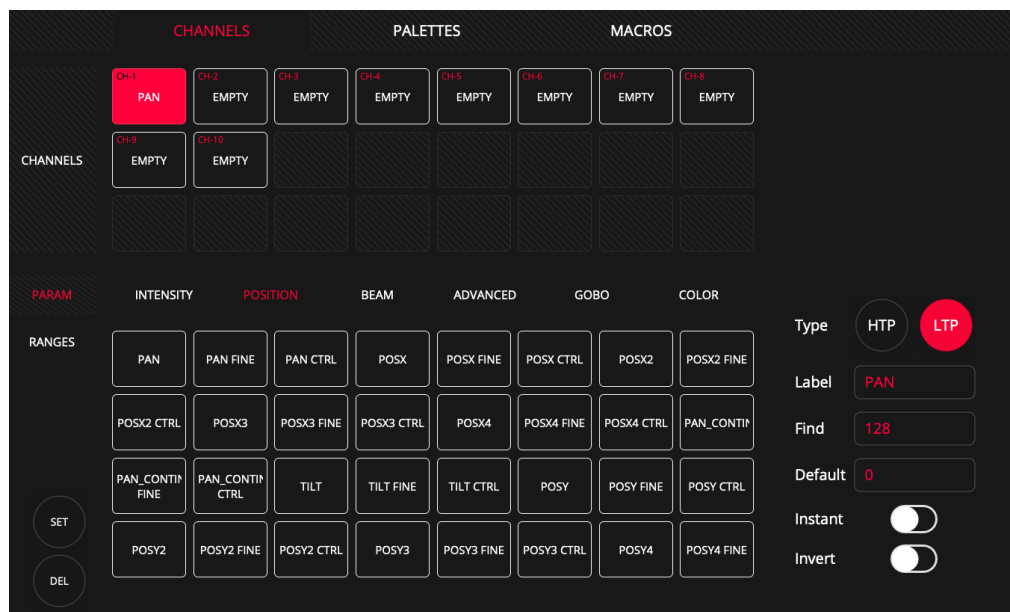 CHANNELS PALETTES MACROS
CH-1 CH-2 CH-3 CH-4 CH-5 CH-6 CH-7 CH-8
PAN EMPTY EMPTY EMPTY EMPTY EMPTY EMPTY EMPTY
CH-9 CH-10
CHANNELS EMPTY EMPTY
PARAM INTENSITY POSITION BEAM ADVANCED GOBO COLOR
RANGES
PAN PAN FINE PAN CTRL POSX POSX FINE POSX CTRL POSX2 POSX2 FINE
POSX2 CTRL POSX3 POSX3 FINE POSX3 CTRL POSX4 POSX4 FINE POSX4 CTRL PAN_CONTIN
PAN_CONTIN PAN_CONTIN TILT TILT FINE TILT CTRL POSY POSY FINE POSY CTRL
FINE CTRL
POSY2 POSY2 FINE POSY2 CTRL POSY3 POSY3 FINE POSY3 CTRL POSY4 POSY4 FINE
SET
DEL
Type HTP LTP
Label PAN
Find 128
Default 0
Instant
Invert